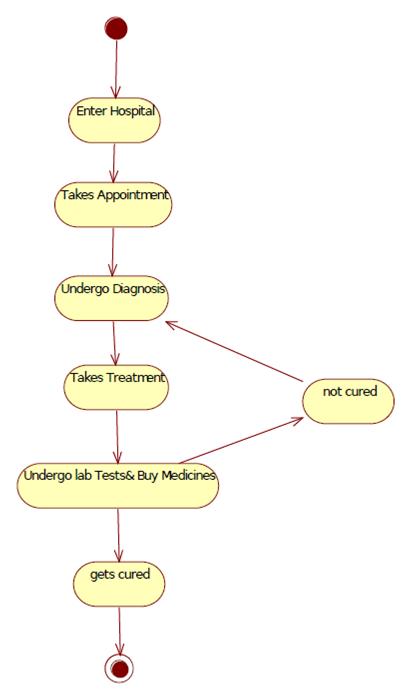 Enter Hospital
Takes Appointment
Undergo Diagnosis
Takes Treatment
not cured
Undergo lab Tests& Buy Medicines
gets cured